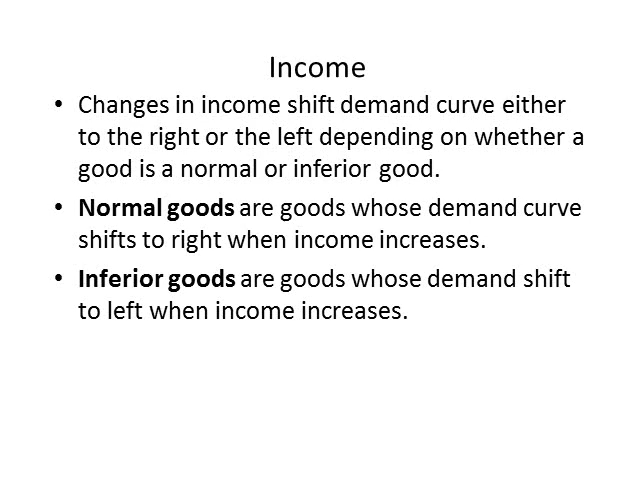 Income
• Changes in income shift demand curve either
to the right or the left depending on whether a
good is a normal or inferior good.
• Normal goods are goods whose demand curve
shifts to right when income increases.
• Inferior goods are goods whose demand shift
to left when income increases.